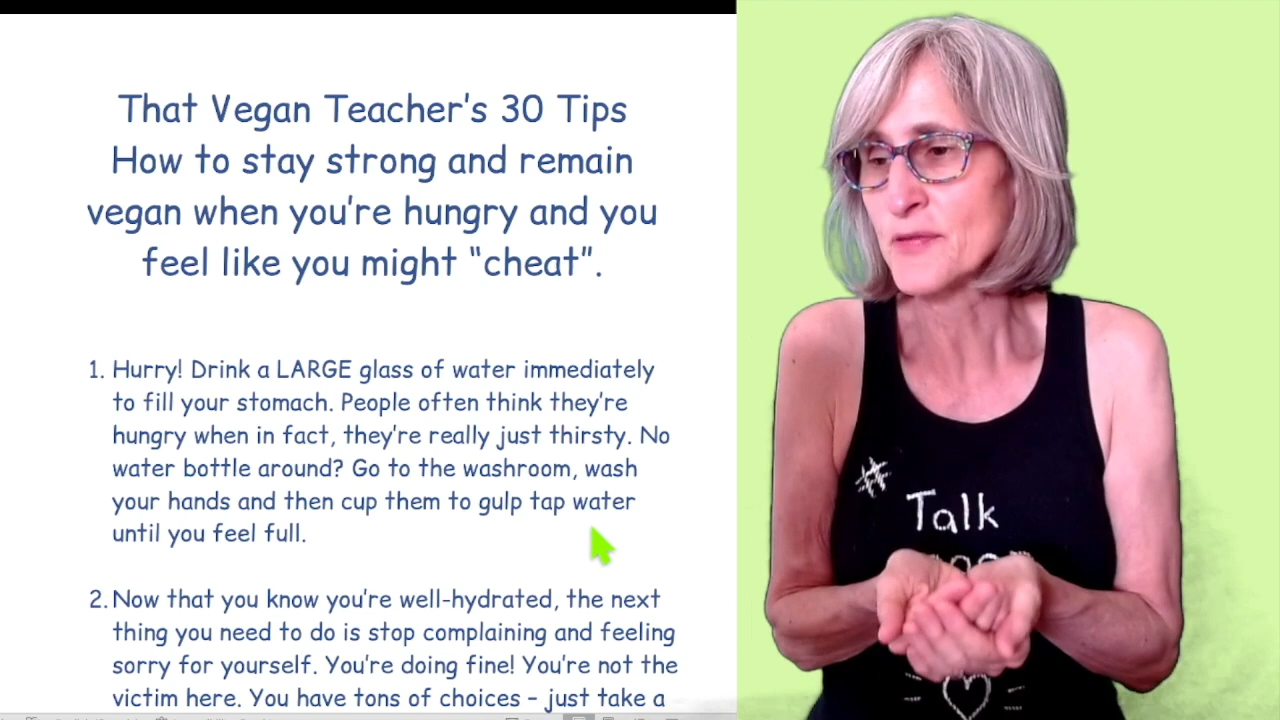 That Vegan Teacher's 30 Tips
How to stay strong and remain
vegan when you're hungry and you
feel like you might “cheat”.
1. Hurry! Drink a LARGE glass of water immediately
to fill your stomach. People often think they're
hungry when in fact, they're really just thirsty. No
water bottle around? Go to the washroom, wash
your hands and then cup them to gulp tap water
until you feel full.
2. Now that you know you're well-hydrated, the next
thing you need to do is stop complaining and feeling
sorry for yourself. You're doing fine! You're not the
victim here. You have tons of choices – just take a
#
Talk